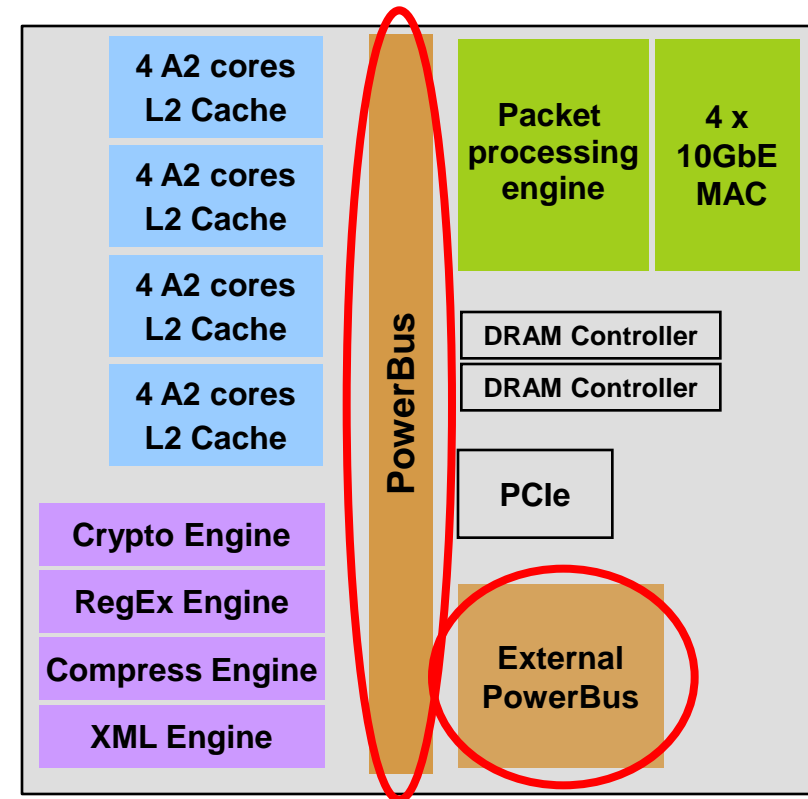 4 A2 cores
L2 Cache
4 A2 cores
L2 Cache
4 A2 cores
L2 Cache
4 A2 cores
L2 Cache
Crypto Engine
RegEx Engine
Compress Engine
XML Engine
PowerBus
Packet
processing
engine
4 x
10GbE
MAC
DRAM Controller
DRAM Controller
PCIe
External
PowerBus